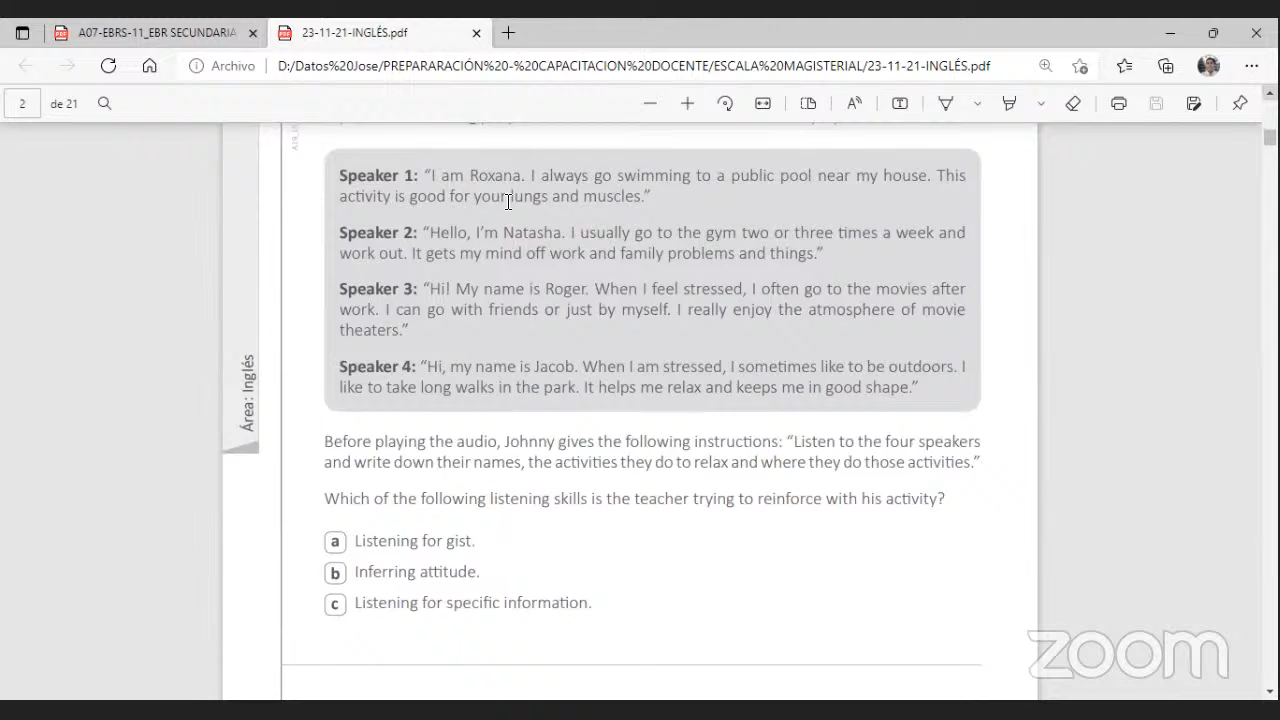 A07-EBRS-11_EBR SECUNDARIA
23-11-21-INGLÉS.pdf
Archivo
D:/Datos%20Jose/PREPARARACIÓN%20-%20CAPACITACION%20DOCENTE/ESCALA%20MAGISTERIAL/23-11-21-INGLÉS.pdf
2 de 21
Speaker 1: “I am Roxana. I always go swimming to a public pool near my house. This
activity is good for your lungs and muscles.”
Speaker 2: “Hello, I’m Natasha. I usually go to the gym two or three times a week and
work out. It gets my mind off work and family problems and things.”
Speaker 3: “Hi! My name is Roger. When I feel stressed, I often go to the movies after
work. I can go with friends or just by myself. I really enjoy the atmosphere of movie
theaters.”
Speaker 4: “Hi, my name is Jacob. When I am stressed, I sometimes like to be outdoors. I
like to take long walks in the park. It helps me relax and keeps me in good shape.”
Área: Inglés
Before playing the audio, Johnny gives the following instructions: “Listen to the four speakers
and write down their names, the activities they do to relax and where they do those activities.”
Which of the following listening skills is the teacher trying to reinforce with his activity?
a Listening for gist.
b Inferring attitude.
c Listening for specific information.
zoom